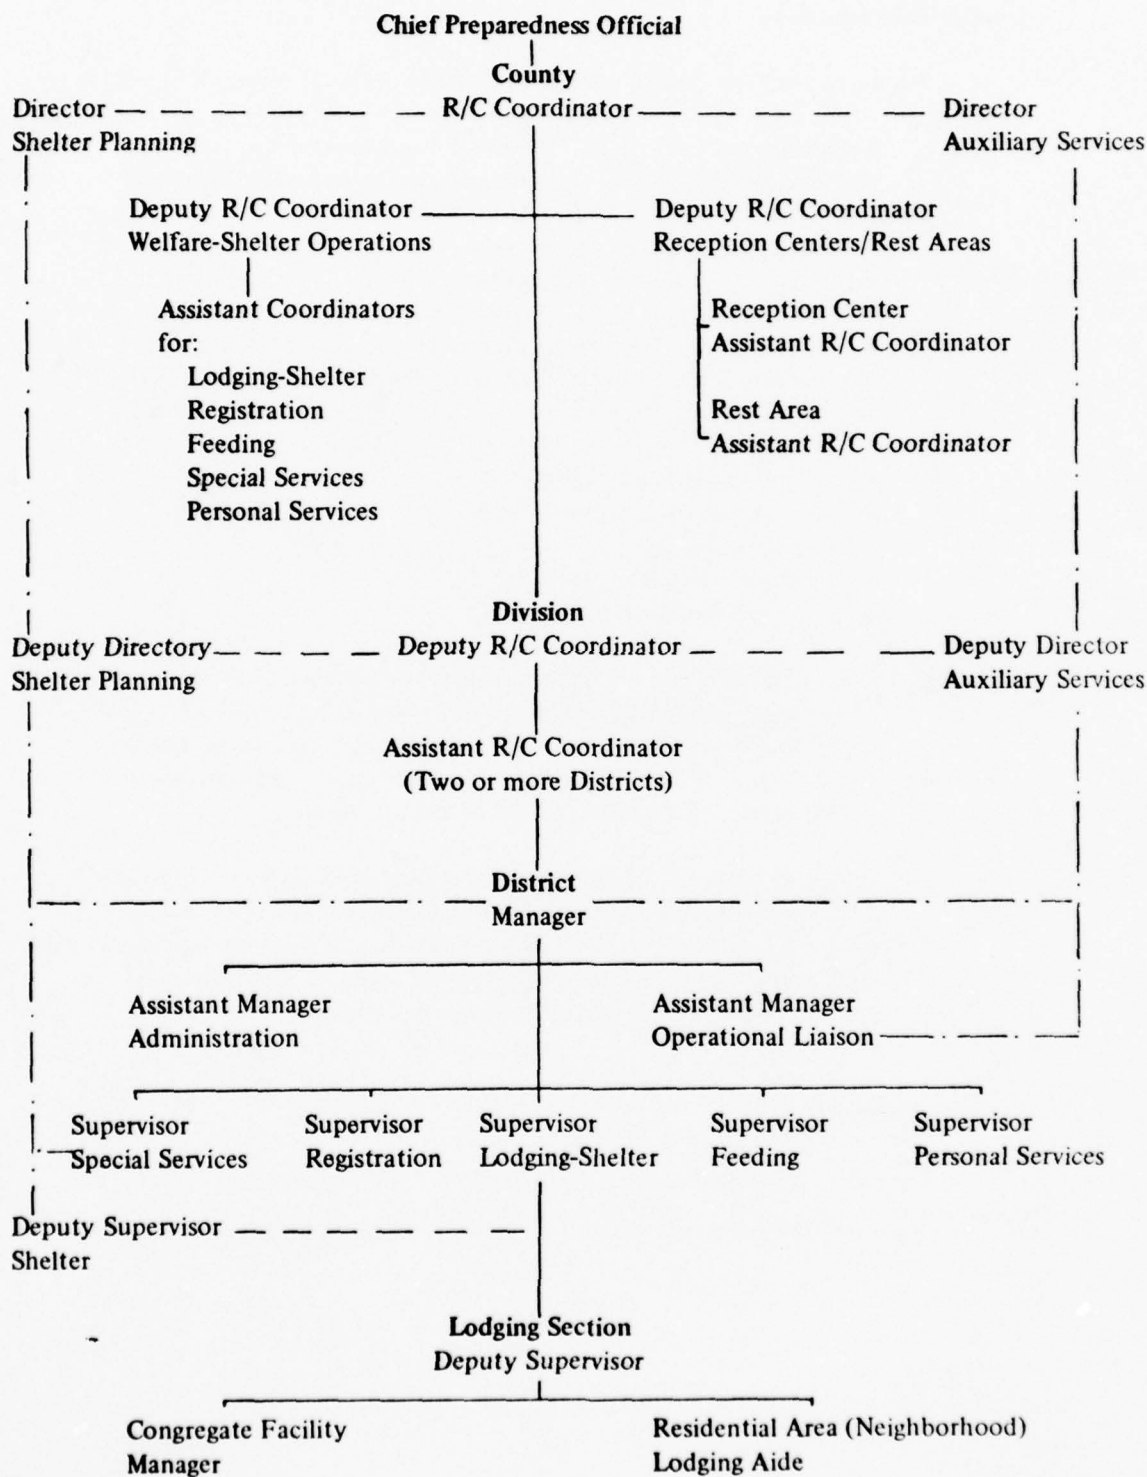 Chief Preparedness Official
County
Director R/C Coordinator Director
Shelter Planning Auxiliary Services
Deputy R/C Coordinator Deputy R/C Coordinator
Welfare-Shelter Operations Reception Centers/Rest Areas
Assistant Coordinators Reception Center
for: Assistant R/C Coordinator
Lodging-Shelter
Registration Rest Area
Feeding Assistant R/C Coordinator
Special Services
Personal Services
Division
Deputy Directory Deputy R/C Coordinator Deputy Director
Shelter Planning Auxiliary Services
Assistant R/C Coordinator
(Two or more Districts)
District
Manager
Assistant Manager Assistant Manager
Administration Operational Liaison
Supervisor Supervisor Supervisor Supervisor Supervisor
Special Services Registration Lodging-Shelter Feeding Personal Services
Deputy Supervisor
Shelter
Lodging Section
Deputy Supervisor
Congregate Facility Residential Area (Neighborhood)
Manager Lodging Aide